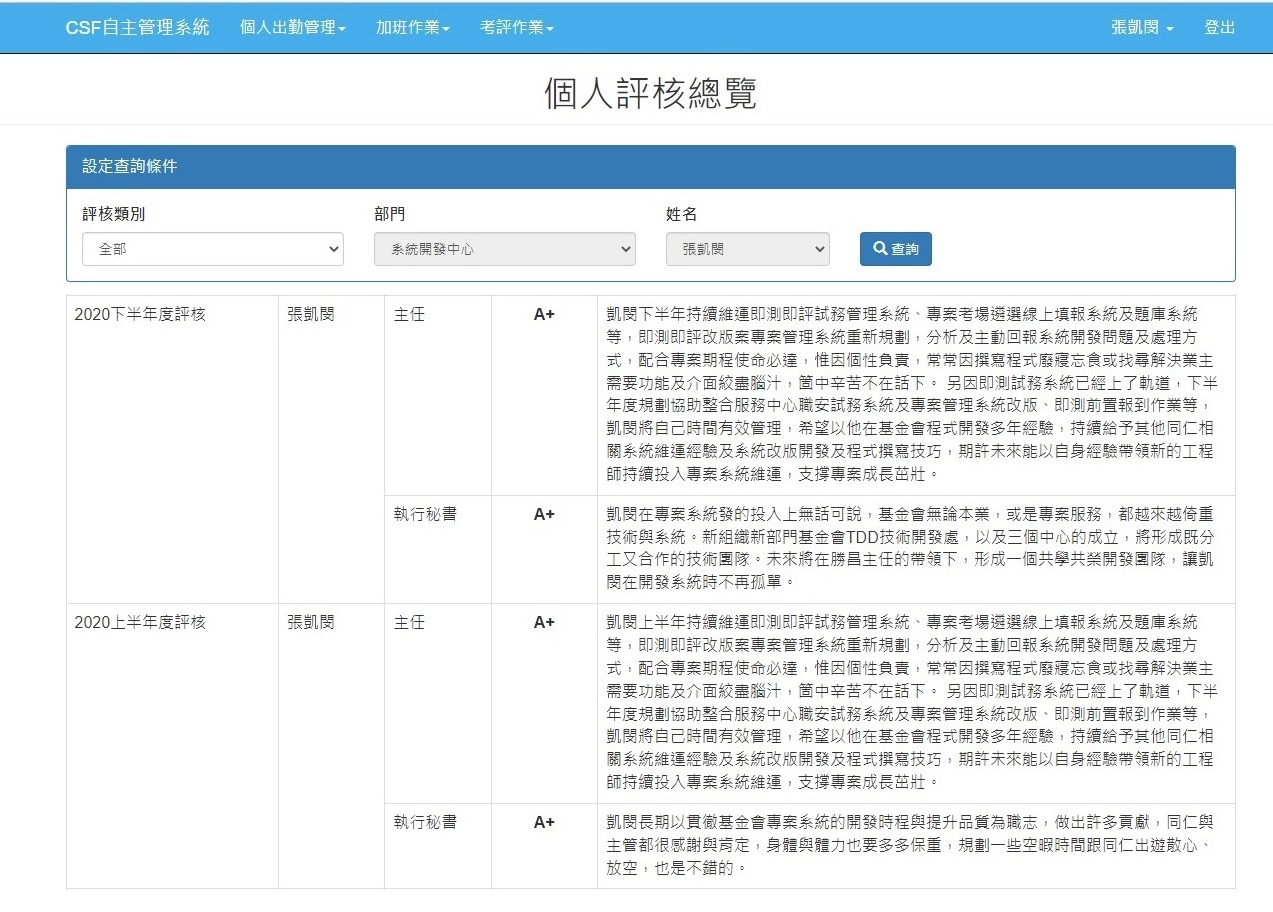 CSF自主管理系統 個人出勤管理 加班作業 考評作業 張凱閔 登出
個人評核總覽
設定查詢條件
評核類別 部門 姓名
全部 系統開發中心 張凱閔 查詢
2020下半年度評核 張凱閔 主任 A+ 凱閔下半年持續維運即測即評試務管理系統、專案考場遴選線上填報系統及題庫系統
等，即測即評改版案專案管理系統重新規劃，分析及主動回報系統開發問題及處理方
式，配合專案期程使命必達，惟因個性負責，常常因撰寫程式廢寢忘食或找尋解決業主
需要功能及介面絞盡腦汁，箇中辛苦不在話下。 另因即測試務系統已經上了軌道，下半
年度規劃協助整合服務中心職安試務系統及專案管理系統改版、即測前置報到作業等，
凱閔將自己時間有效管理，希望以他在基金會程式開發多年經驗，持續給予其他同仁相
關系統維運經驗及系統改版開發及程式撰寫技巧，期許未來能以自身經驗帶領新的工程
師持續投入專案系統維運，支撐專案成長茁壯。
執行秘書 A+ 凱閔在專案系統發的投入上無話可說，基金會無論本業，或是專案服務，都越來越倚重
技術與系統。新組織新部門基金會TDD技術開發處，以及三個中心的成立，將形成既分
工又合作的技術團隊。未來將在勝昌主任的帶領下，形成一個共學共榮開發團隊，讓凱
閔在開發系統時不再孤單。
2020上半年度評核 張凱閔 主任 A+ 凱閔上半年持續維運即測即評試務管理系統、專案考場遴選線上填報系統及題庫系統
等，即測即評改版案專案管理系統重新規劃，分析及主動回報系統開發問題及處理方
式，配合專案期程使命必達，惟因個性負責，常常因撰寫程式廢寢忘食或找尋解決業主
需要功能及介面絞盡腦汁，箇中辛苦不在話下。 另因即測試務系統已經上了軌道，下半
年度規劃協助整合服務中心職安試務系統及專案管理系統改版、即測前置報到作業等，
凱閔將自己時間有效管理，希望以他在基金會程式開發多年經驗，持續給予其他同仁相
關系統維運經驗及系統改版開發及程式撰寫技巧，期許未來能以自身經驗帶領新的工程
師持續投入專案系統維運，支撐專案成長茁壯。
執行秘書 A+ 凱閔長期以貫徹基金會專案系統的開發時程與提升品質為職志，做出許多貢獻，同仁與
主管都很感謝與肯定，身體與體力也要多多保重，規劃一些空暇時間跟同仁出遊散心、
放空，也是不錯的。